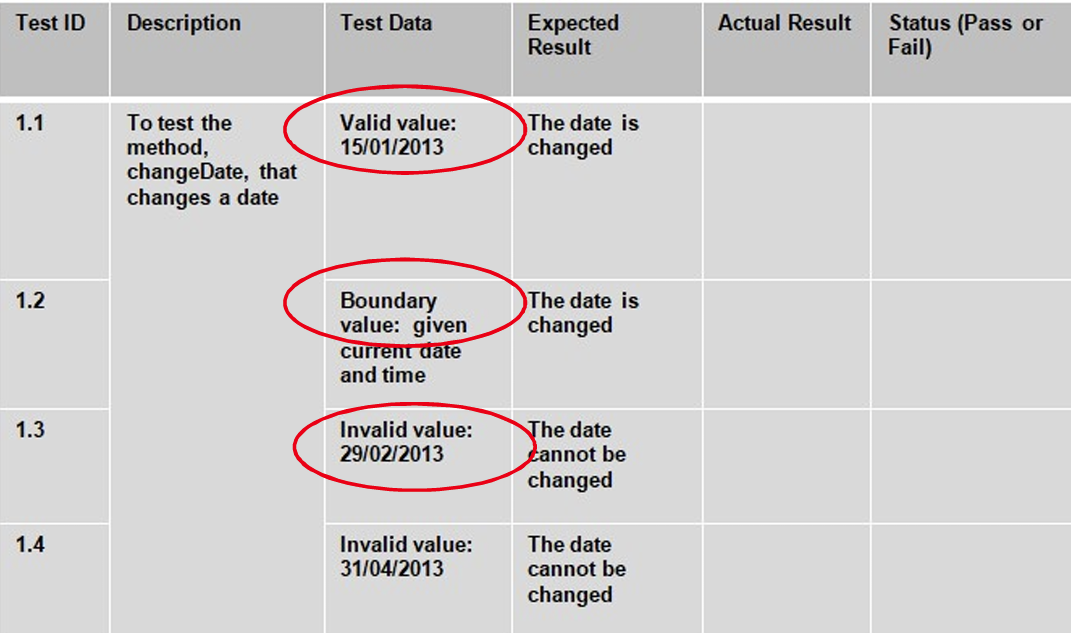 Test ID
Description
Test Data
Expected
Result
Actual Result
Status (Pass or
Fail)
1.1
To test the
method,
changeDate, that
changes a date
Valid value:
15/01/2013
The date is
changed
1.2
Boundary
value: given
current date
and time
The date is
changed
1.3
Invalid value:
29/02/2013
The date
cannot be
changed
1.4
Invalid value:
31/04/2013
The date
cannot be
changed